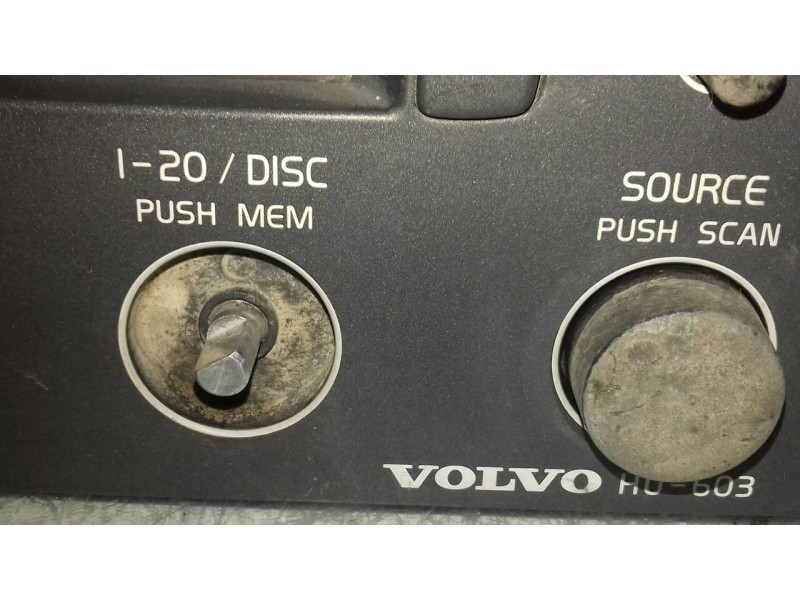 1-20 / DISC
PUSH MEM
SOURCE
PUSH SCAN
VOLVO HU-603